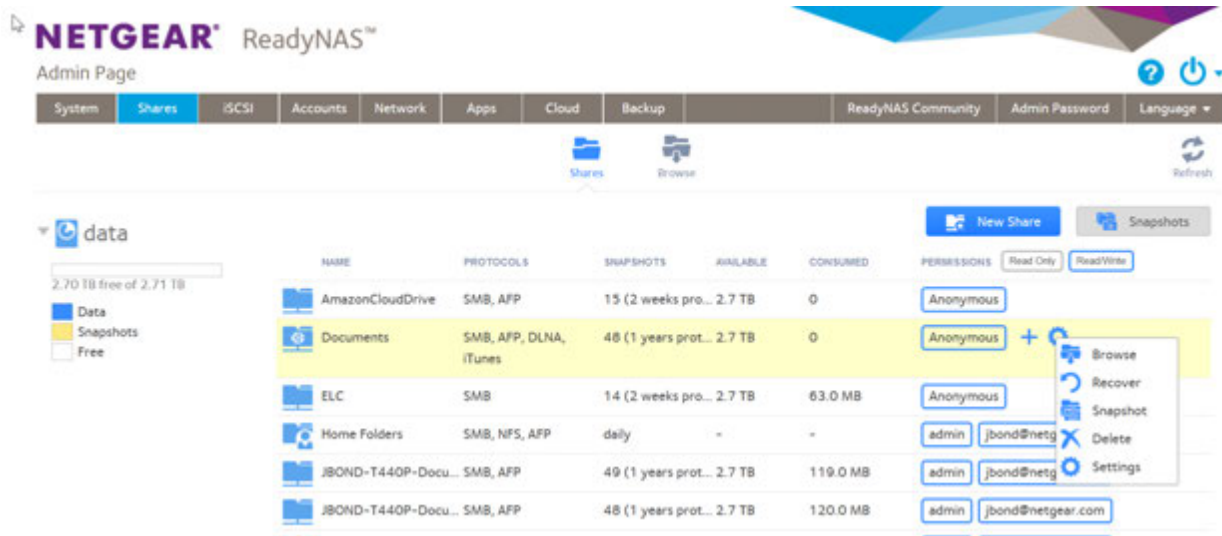 NETGEAR® ReadyNAS™
Admin Page
System Shares iSCSI Accounts Network Apps Cloud Backup ReadyNAS Community Admin Password Language
Shares Browse Refresh
data
New Share Snapshots
2.70 TB free of 2.71 TB
Data
Snapshots
Free
NAME PROTOCOLS SNAPSHOTS AVAILABLE CONSUMED PERMISSIONS Read Only Read/Write
AmazonCloudDrive SMB, AFP 15 (2 weeks pro... 2.7 TB 0 Anonymous
Documents SMB, AFP, DLNA, 48 (1 years prot... 2.7 TB 0 Anonymous
iTunes
ELC SMB 14 (2 weeks pro... 2.7 TB 63.0 MB Anonymous
Home Folders SMB, NFS, AFP daily - - admin jbond@netg
JBOND-T440P-Docu... SMB, AFP 49 (1 years prot... 2.7 TB 119.0 MB admin jbond@netg
JBOND-T440P-Docu... SMB, AFP 48 (1 years prot... 2.7 TB 120.0 MB admin jbond@netgear.com
Browse
Recover
Snapshot
Delete
Settings